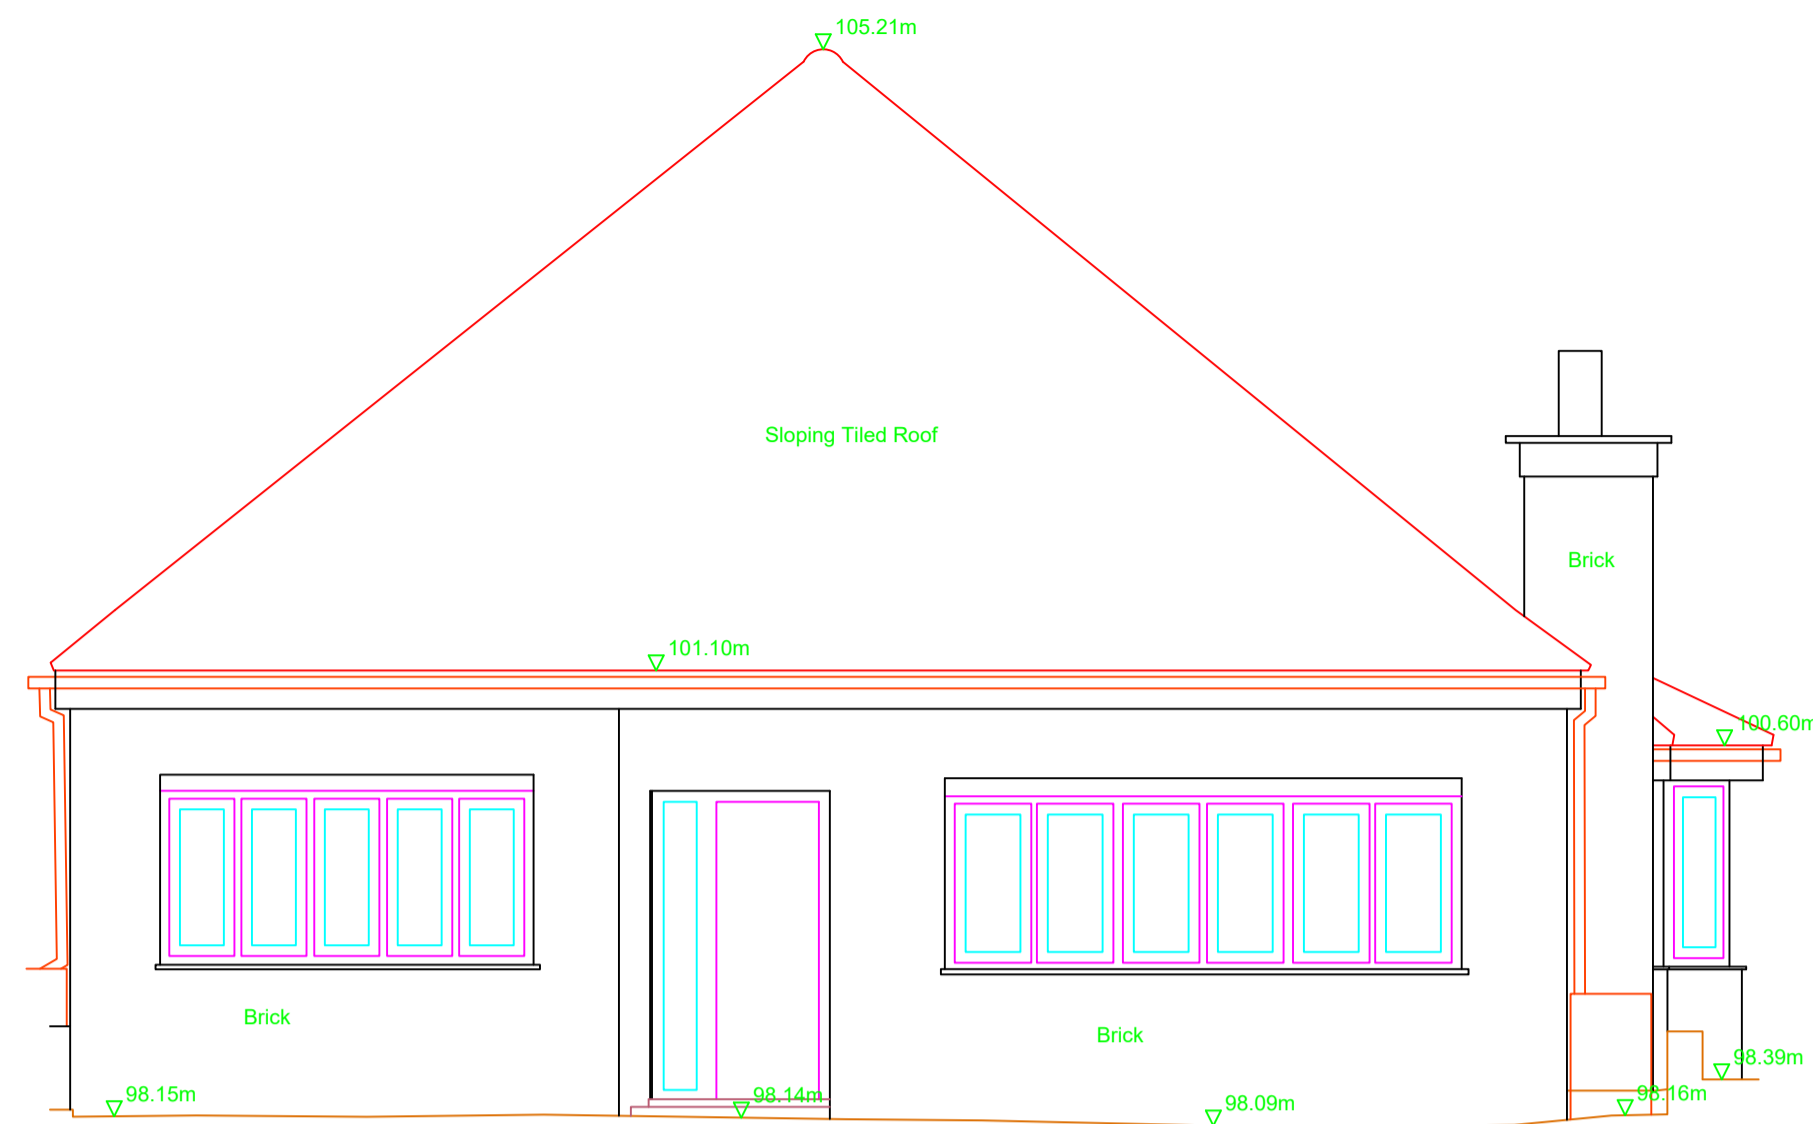 105.21m
Sloping Tiled Roof
Brick
101.10m
100.60m
Brick
Brick
98.39m
98.15m
98.14m
98.09m
98.16m